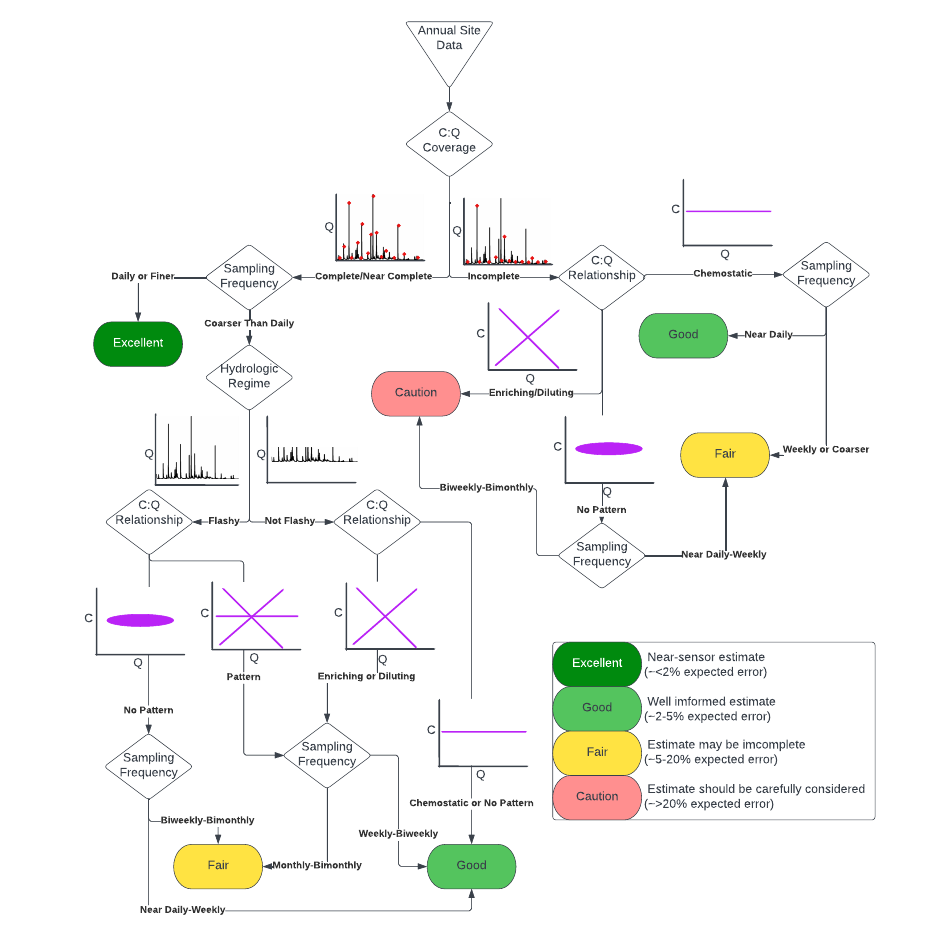 Annual Site
Data
C:Q
Coverage
Q
Q
C
Q
Complete/Near Complete
Incomplete
Daily or Finer
Sampling
Frequency
C:Q
Relationship
Chemostatic
Sampling
Frequency
Excellent
Coarser Than Daily
Hydrologic
Regime
C
Q
Good
Near Daily
Caution
Enriching/Diluting
Q
Q
C
Q
No Pattern
Fair
Weekly or Coarser
Biweekly-Bimonthly
Sampling
Frequency
Near Daily-Weekly
C:Q
Relationship
Flashy
Not Flashy
C:Q
Relationship
C
Q
C
Q
C
Q
No Pattern
Pattern
Enriching or Diluting
C
Q
Sampling
Frequency
Sampling
Frequency
Chemostatic or No Pattern
Biweekly-Bimonthly
Weekly-Biweekly
Fair
Monthly-Bimonthly
Good
Near Daily-Weekly
Excellent
Near-sensor estimate
(~<2% expected error)
Good
Well imformed estimate
(~2-5% expected error)
Fair
Estimate may be imcomplete
(~5-20% expected error)
Caution
Estimate should be carefully considered
(~>20% expected error)